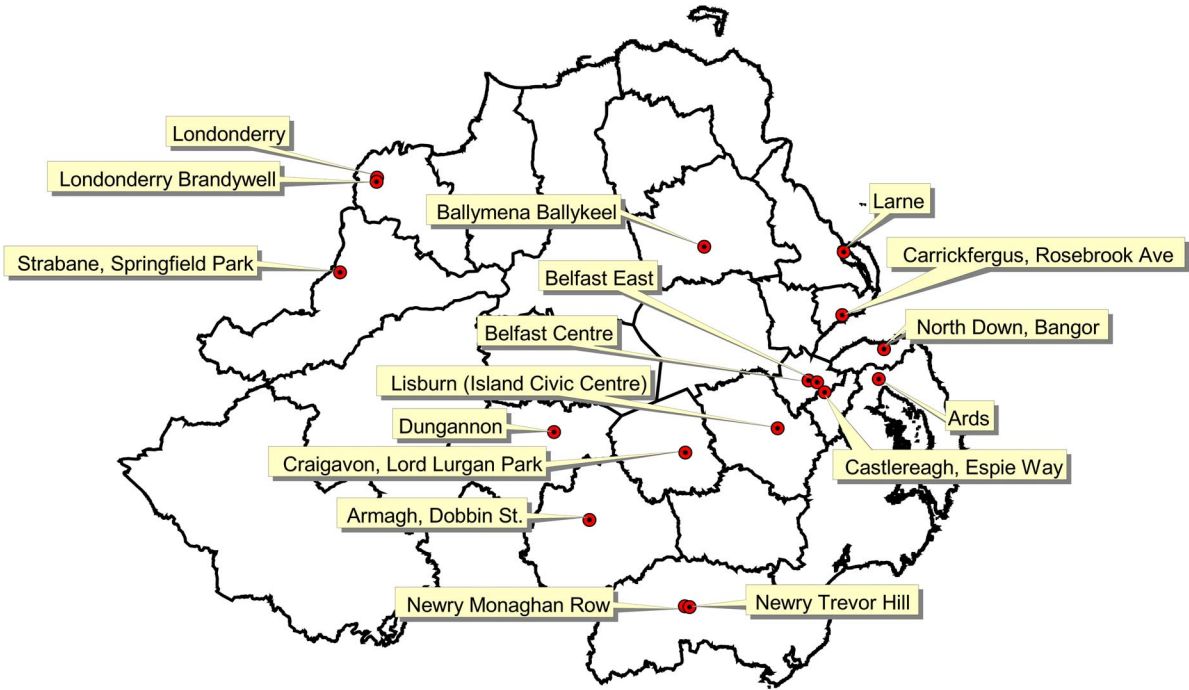 Londonderry
Londonderry Brandywell
Ballymena Ballykeel
Larne
Strabane, Springfield Park
Carrickfergus, Rosebrook Ave
Belfast East
North Down, Bangor
Belfast Centre
Lisburn (Island Civic Centre)
Ards
Dungannon
Craigavon, Lord Lurgan Park
Castlereagh, Espie Way
Armagh, Dobbin St.
Newry Monaghan Row
Newry Trevor Hill